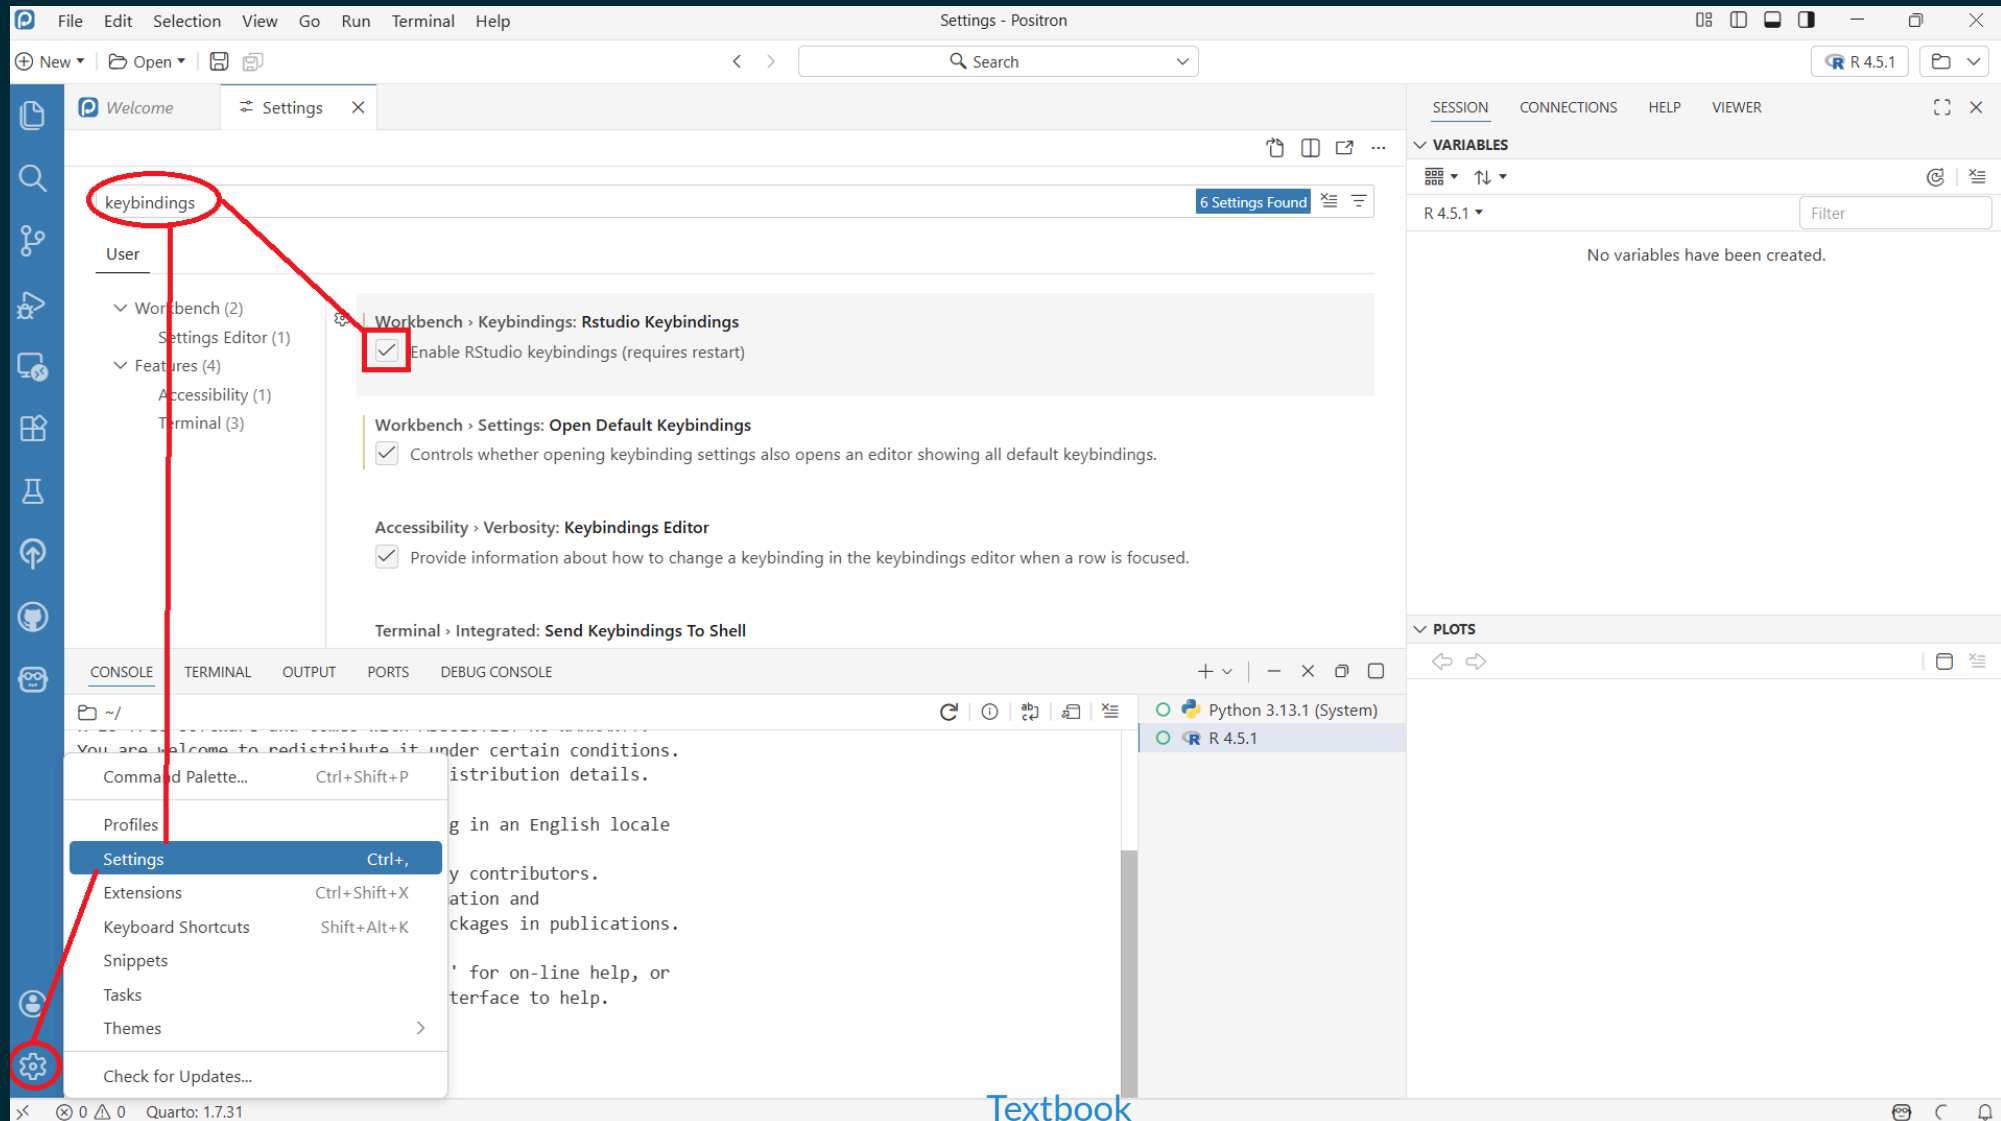 File Edit Selection View Go Run Terminal Help
Settings - Positron
New
Open
Search
R 4.5.1
Welcome
Settings
keybindings
6 Settings Found
User
Workbench (2)
Settings Editor (1)
Features (4)
Accessibility (1)
Terminal (3)
Workbench › Keybindings: Rstudio Keybindings
Enable RStudio keybindings (requires restart)
Workbench › Settings: Open Default Keybindings
Controls whether opening keybinding settings also opens an editor showing all default keybindings.
Accessibility › Verbosity: Keybindings Editor
Provide information about how to change a keybinding in the keybindings editor when a row is focused.
Terminal › Integrated: Send Keybindings To Shell
SESSION CONNECTIONS HELP VIEWER
VARIABLES
R 4.5.1
Filter
No variables have been created.
PLOTS
CONSOLE TERMINAL OUTPUT PORTS DEBUG CONSOLE
~/
Python 3.13.1 (System)
R 4.5.1
You are welcome to redistribute it under certain conditions.
istribution details.
g in an English locale
y contributors.
ation and
ckages in publications.
' for on-line help, or
terface to help.
Command Palette... Ctrl+Shift+P
Profiles
Settings Ctrl+,
Extensions Ctrl+Shift+X
Keyboard Shortcuts Shift+Alt+K
Snippets
Tasks
Themes
Check for Updates...
0 0 Quarto: 1.7.31
Textbook